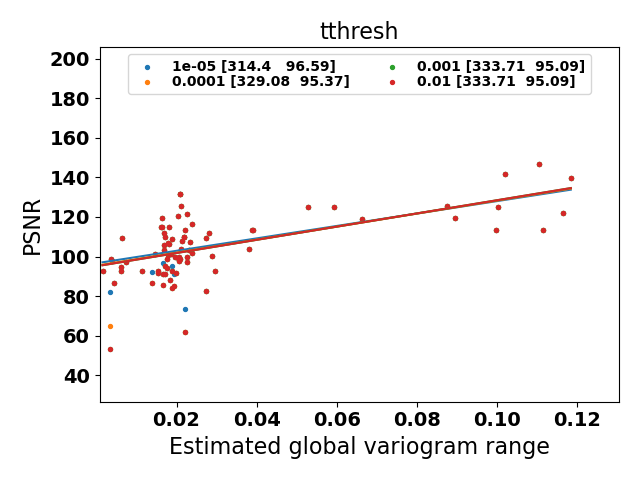 tthresh
1e-05 [314.4   96.59]
0.0001 [329.08  95.37]
0.001 [333.71  95.09]
0.01 [333.71  95.09]
PSNR
200
180
160
140
120
100
80
60
40
0.02 0.04 0.06 0.08 0.10 0.12
Estimated global variogram range